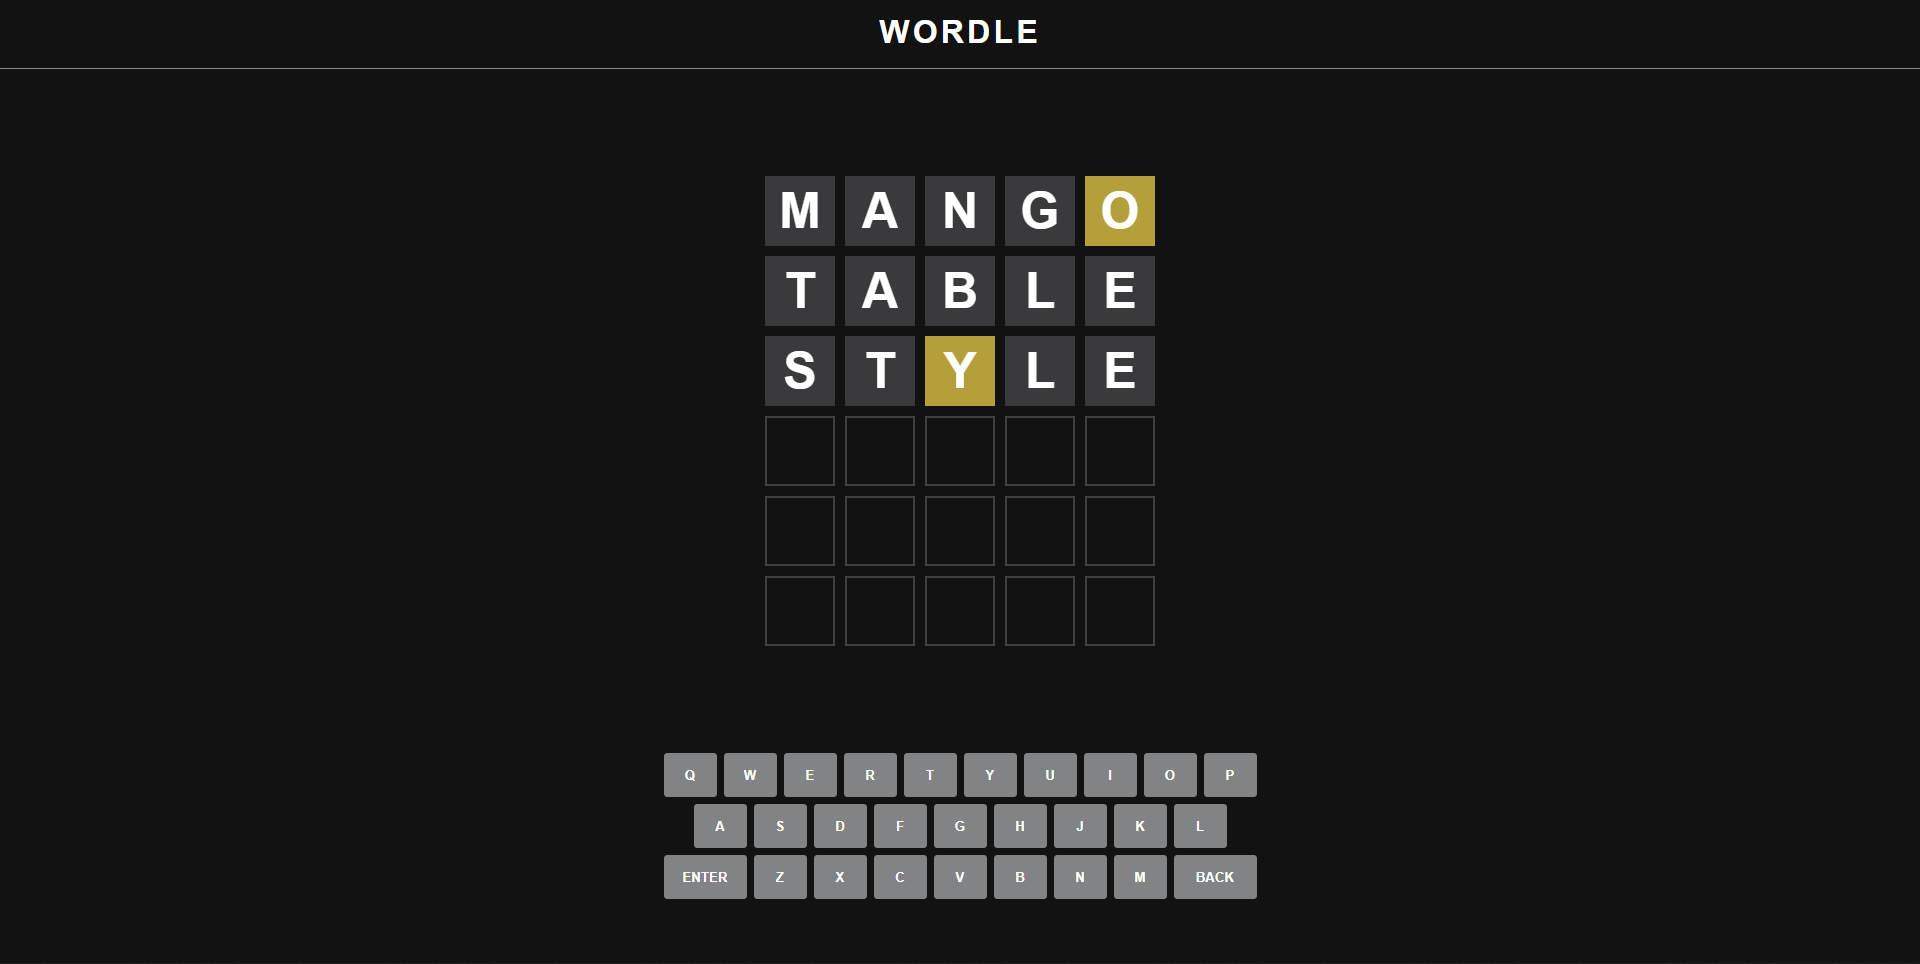 WORDLE
M A N G O
T A B L E
S T Y L E
Q W E R T Y U I O P
A S D F G H J K L
ENTER Z X C V B N M BACK